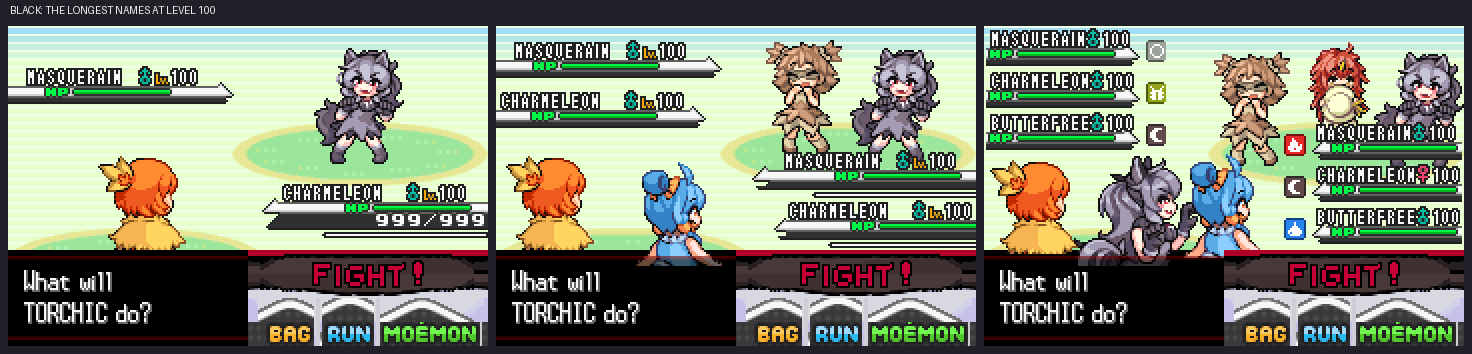 BLACK: THE LONGEST NAMES AT LEVEL 100
MASQUERAIN ♂ Lv100
HP
CHARMELEON ♂ Lv100
HP
999/999
What will
TORCHIC do?
FIGHT!
BAG RUN MOÉMON
MASQUERAIN ♂ Lv100
HP
CHARMELEON ♂ Lv100
HP
MASQUERAIN ♂ Lv100
HP
CHARMELEON ♂ Lv100
HP
What will
TORCHIC do?
FIGHT!
BAG RUN MOÉMON
MASQUERAIN♂100
HP
CHARMELEON♂100
HP
BUTTERFREE♂100
HP
MASQUERAIN♂100
HP
CHARMELEON♀100
HP
BUTTERFREE♂100
HP
What will
TORCHIC do?
FIGHT!
BAG RUN MOÉMON